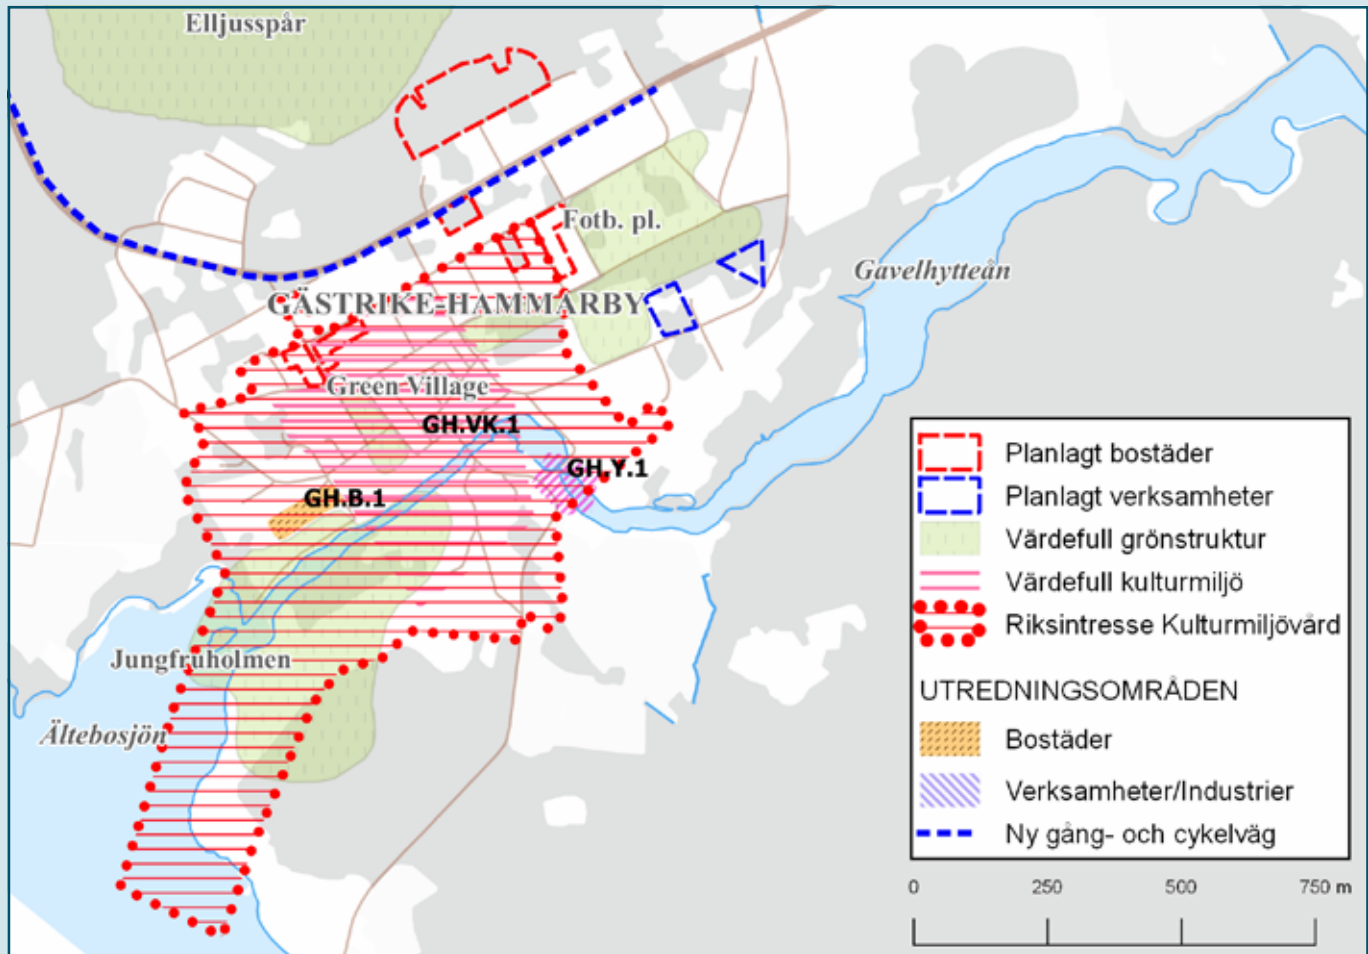 Elljusspår
Fotb. pl.
Gavelhytteån
GÄSTRIKE-HAMMARBY
Green Village
GH.VK.1
GH.Y.1
GH.B.1
Jungfruholmen
Ältebosjön
Planlagt bostäder
Planlagt verksamheter
Värdefull grönstruktur
Värdefull kulturmiljö
Riksintresse Kulturmiljövård
UTREDNINGSOMRÅDEN
Bostäder
Verksamheter/Industrier
Ny gång- och cykelväg
0 250 500 750 m